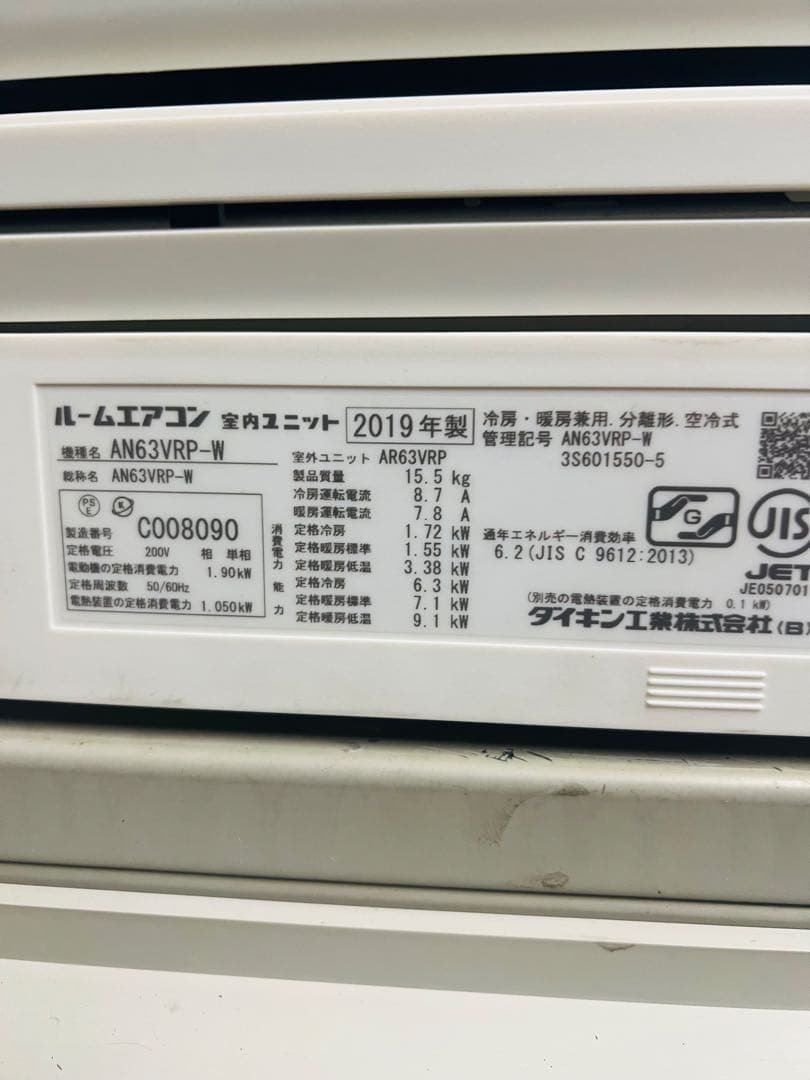 ルームエアコン 室内ユニット 2019年製
機種名 AN63VRP-W
総称名 AN63VRP-W
PS
E
K
製造番号 C008090
定格電圧 200V 相 単相
電動機の定格消費電力 1.90kW
定格周波数 50/60Hz
電熱装置の定格消費電力 1.050kW
室外ユニット AR63VRP
製品質量 15.5 kg
冷房運転電流 8.7 A
暖房運転電流 7.8 A
消費電力
定格冷房 1.72 kW
定格暖房標準 1.55 kW
定格暖房低温 3.38 kW
能力
定格冷房 6.3 kW
定格暖房標準 7.1 kW
定格暖房低温 9.1 kW
冷房・暖房兼用.分離形.空冷式
管理記号 AN63VRP-W
3S601550-5
G
JIS
通年エネルギー消費効率
6.2(JIS C 9612:2013)
JET
JE050701
(別売の電熱装置の定格消費電力 0.1 kW)
ダイキン工業株式会社(日)